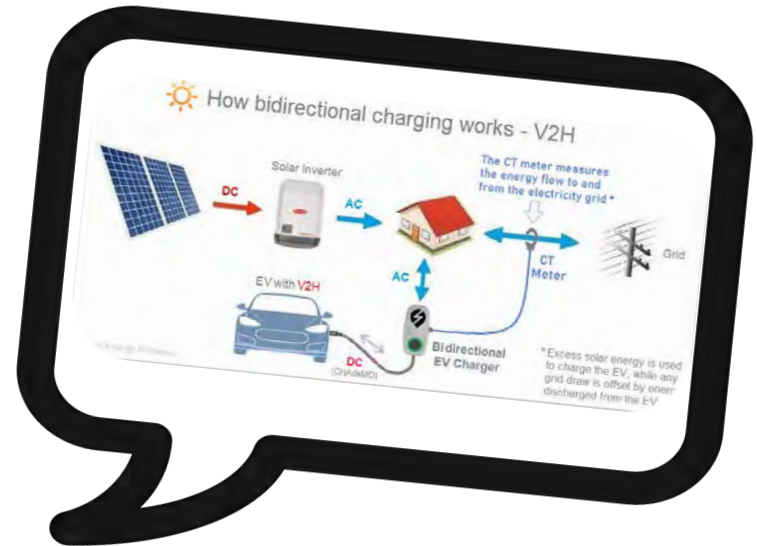 How bidirectional charging works - V2H
The CT meter measures
the energy flow to and
from the electricity grid *
Solar Inverter
DC
AC
Grid
CT
Meter
AC
EV with V2H
Bidirectional
EV Charger
DC
(CHAdeMO)
* Excess solar energy is used
to charge the EV, while any
grid draw is offset by
discharged from the EV